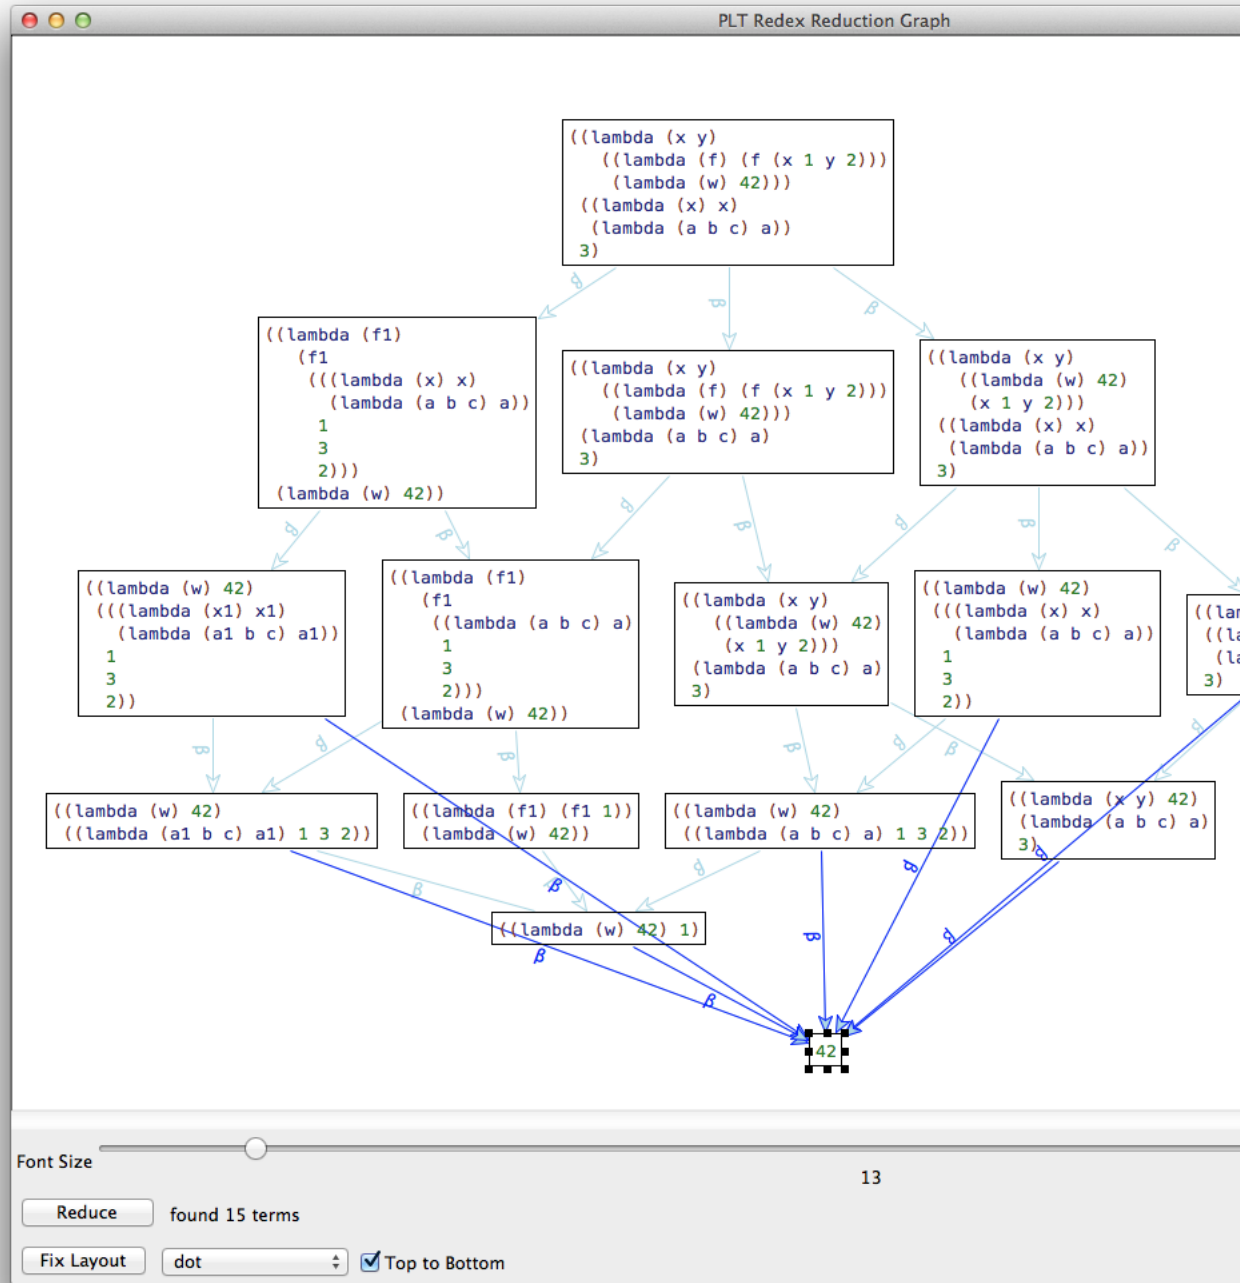 PLT Redex Reduction Graph
((lambda (x y)
((lambda (f) (f (x 1 y 2)))
(lambda (w) 42)))
((lambda (x) x)
(lambda (a b c) a))
3)
β
β
β
((lambda (f1)
(f1
(((lambda (x) x)
(lambda (a b c) a))
1
3
2)))
(lambda (w) 42))
((lambda (x y)
((lambda (f) (f (x 1 y 2)))
(lambda (w) 42)))
(lambda (a b c) a)
3)
((lambda (x y)
((lambda (w) 42)
(x 1 y 2)))
((lambda (x) x)
(lambda (a b c) a))
3)
β
β
β
β
β
β
β
((lambda (w) 42)
(((lambda (x1) x1)
(lambda (a1 b c) a1))
1
3
2))
((lambda (f1)
(f1
((lambda (a b c) a)
1
3
2)))
(lambda (w) 42))
((lambda (x y)
((lambda (w) 42)
(x 1 y 2)))
(lambda (a b c) a)
3)
((lambda (w) 42)
(((lambda (x) x)
(lambda (a b c) a))
1
3
2))
3)
β
β
β
β
β
β
β
((lambda (w) 42)
((lambda (a1 b c) a1) 1 3 2))
((lambda (f1) (f1 1))
(lambda (w) 42))
((lambda (w) 42)
((lambda (a b c) a) 1 3 2))
((lambda (x y) 42)
(lambda (a b c) a)
3)
β
β
β
β
β
β
((lambda (w) 42) 1)
β
β
β
β
42
Font Size
13
Reduce
found 15 terms
Fix Layout
dot
Top to Bottom